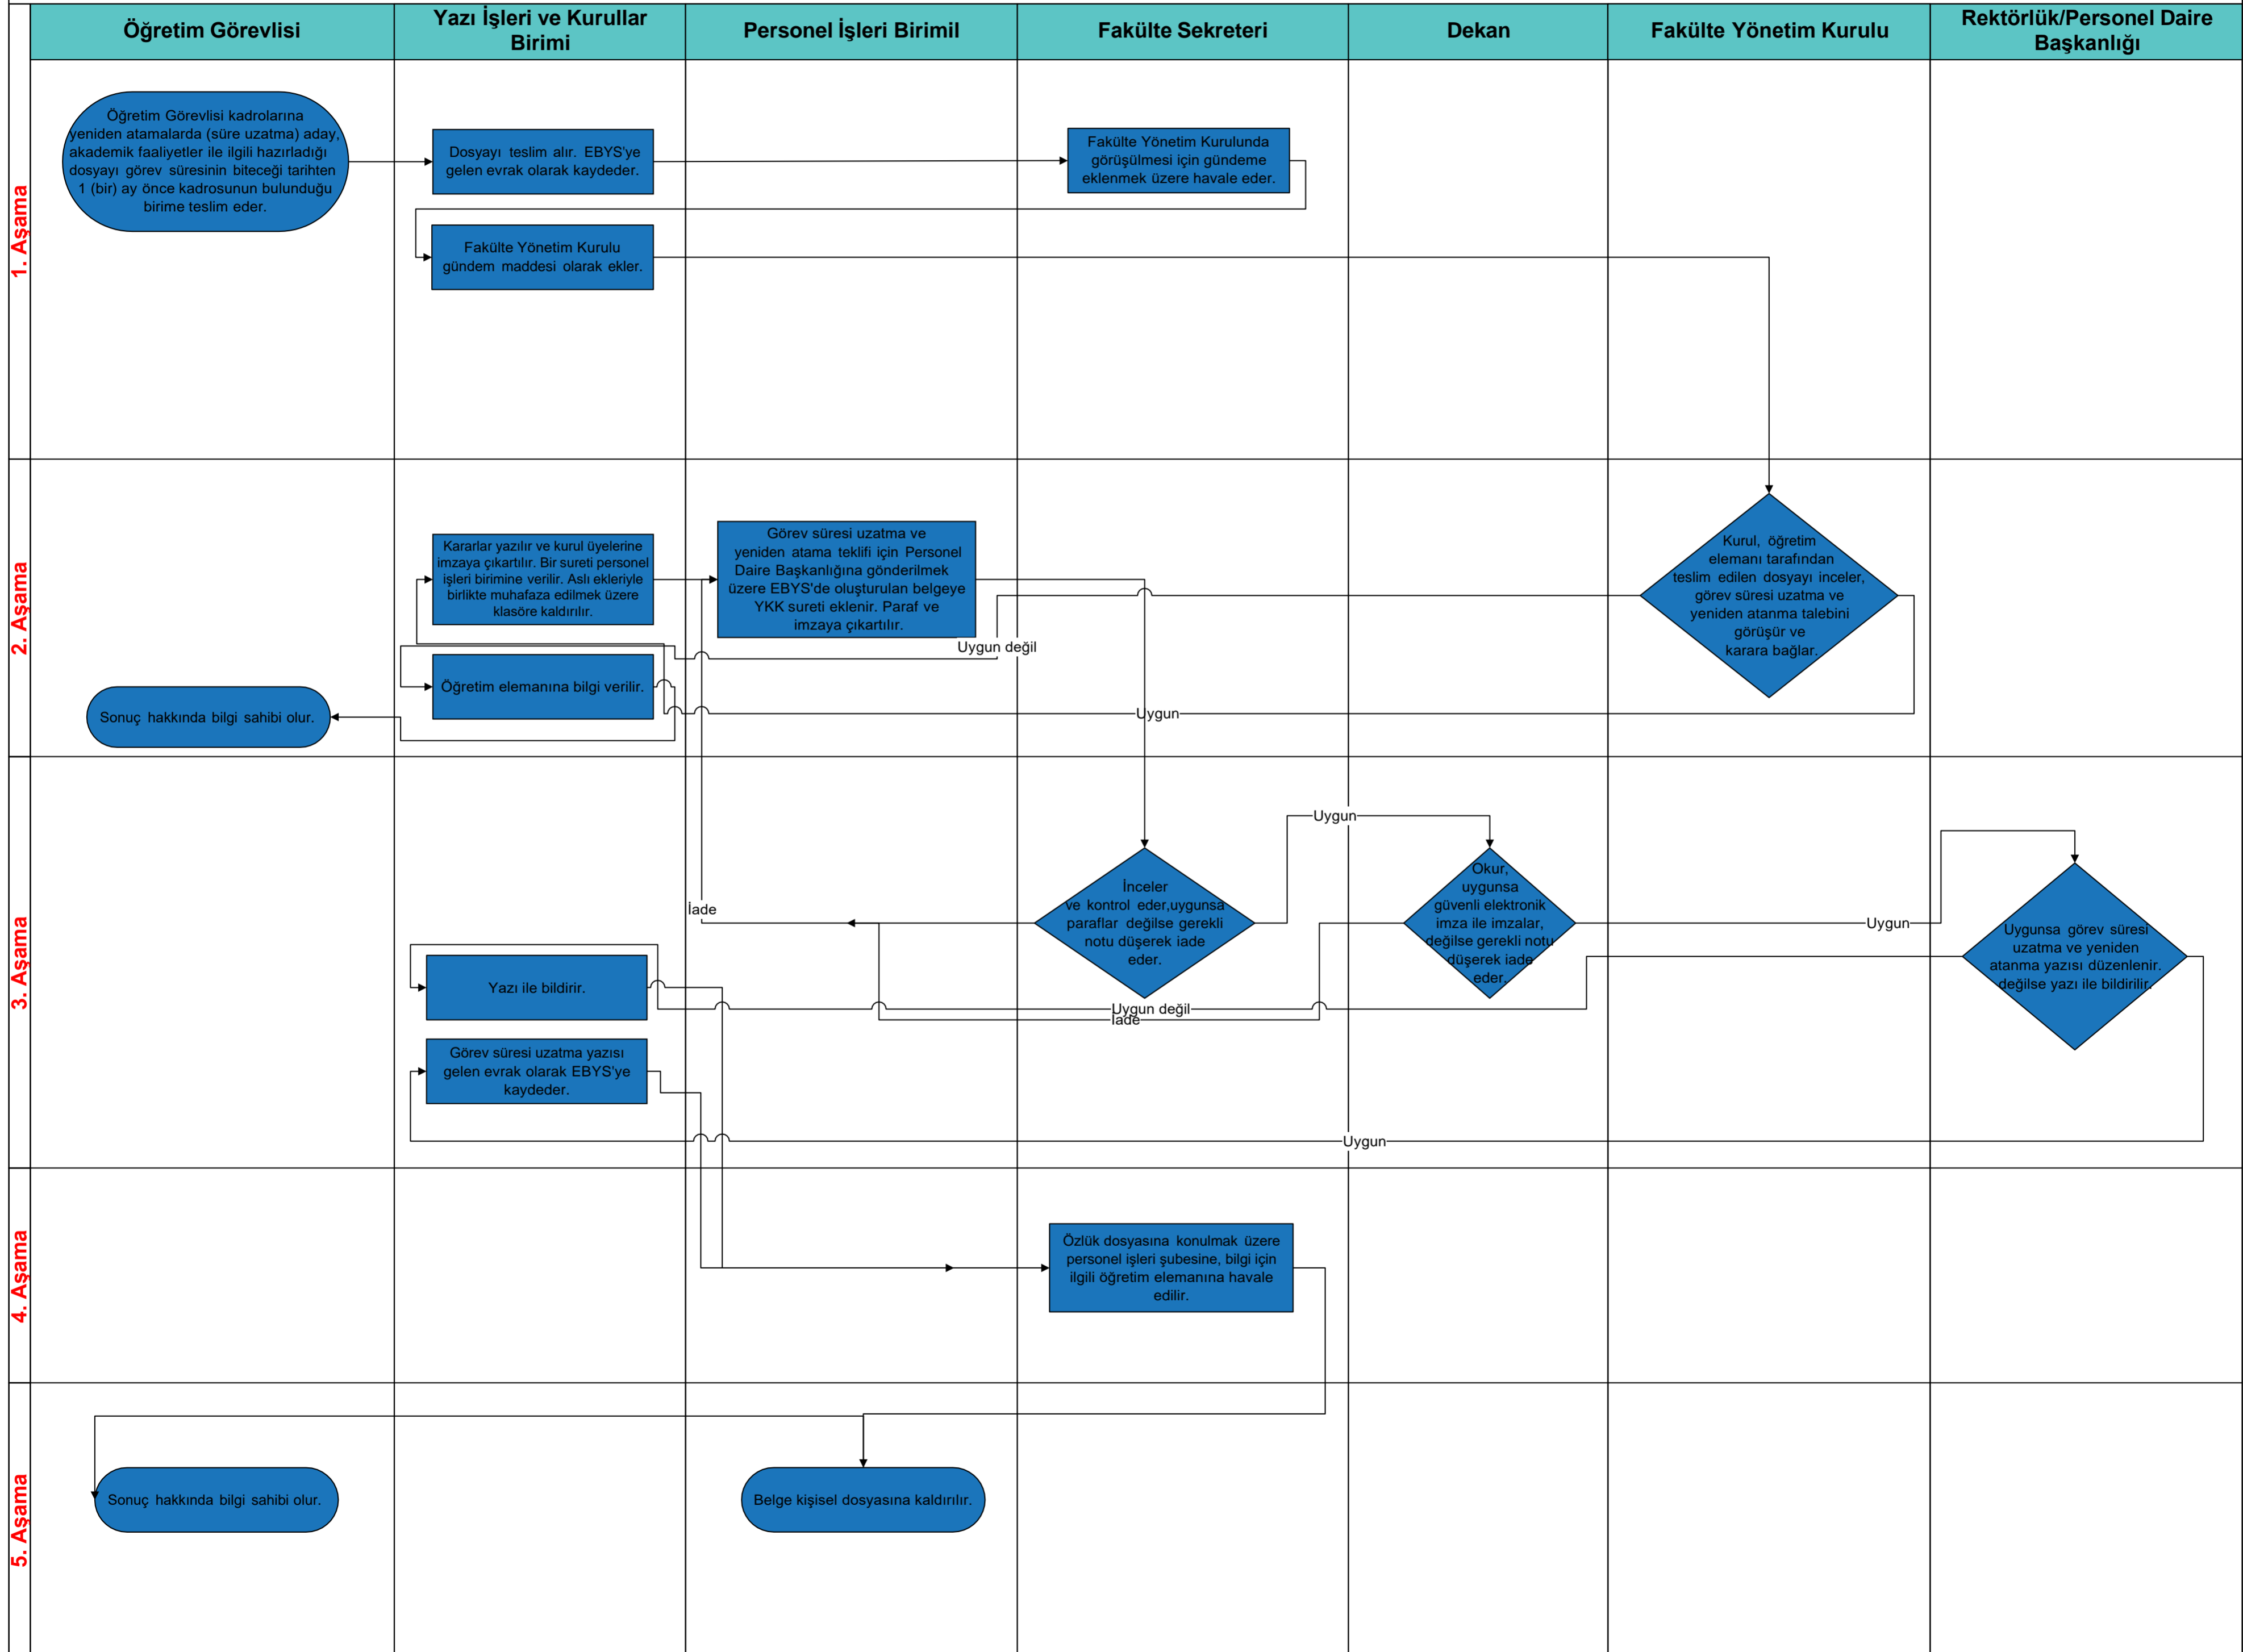 Öğretim Görevlisi
Yazı İşleri ve Kurullar
Birimi
Personel İşleri Birimil
Fakülte Sekreteri
Dekan
Fakülte Yönetim Kurulu
Rektörlük/Personel Daire
Başkanlığı
1. Aşama
Öğretim Görevlisi kadrolarına
yeniden atamalarda (süre uzatma) aday,
akademik faaliyetler ile ilgili hazırladığı
dosyayı görev süresinin biteceği tarihten
1 (bir) ay önce kadrosunun bulunduğu
birime teslim eder.
Dosyayı teslim alır. EBYS'ye
gelen evrak olarak kaydeder.
Fakülte Yönetim Kurulunda
görüşülmesi için gündeme
eklenmek üzere havale eder.
Fakülte Yönetim Kurulu
gündem maddesi olarak ekler.
2. Aşama
Kararlar yazılır ve kurul üyelerine
imzaya çıkartılır. Bir sureti personel
işleri birimine verilir. Aslı ekleriyle
birlikte muhafaza edilmek üzere
klasöre kaldırılır.
Görev süresi uzatma ve
yeniden atama teklifi için Personel
Daire Başkanlığına gönderilmek
üzere EBYS'de oluşturulan belgeye
YKK sureti eklenir. Paraf ve
imzaya çıkartılır.
Kurul, öğretim
elemanı tarafından
teslim edilen dosyayı inceler,
görev süresi uzatma ve
yeniden atanma talebini
görüşür ve
karara bağlar.
Uygun değil
Öğretim elemanına bilgi verilir.
Sonuç hakkında bilgi sahibi olur.
Uygun
3. Aşama
Uygun
İade
İnceler
ve kontrol eder,uygunsa
paraflar değilse gerekli
notu düşerek iade
eder.
Okur,
uygunsa
güvenli elektronik
imza ile imzalar,
değilse gerekli notu
düşerek iade
eder.
Uygun
Uygunsa görev süresi
uzatma ve yeniden
atanma yazısı düzenlenir.
değilse yazı ile bildirilir.
Yazı ile bildirir.
Uygun değil
İade
Görev süresi uzatma yazısı
gelen evrak olarak EBYS'ye
kaydeder.
Uygun
4. Aşama
Özlük dosyasına konulmak üzere
personel işleri şubesine, bilgi için
ilgili öğretim elemanına havale
edilir.
5. Aşama
Sonuç hakkında bilgi sahibi olur.
Belge kişisel dosyasına kaldırılır.